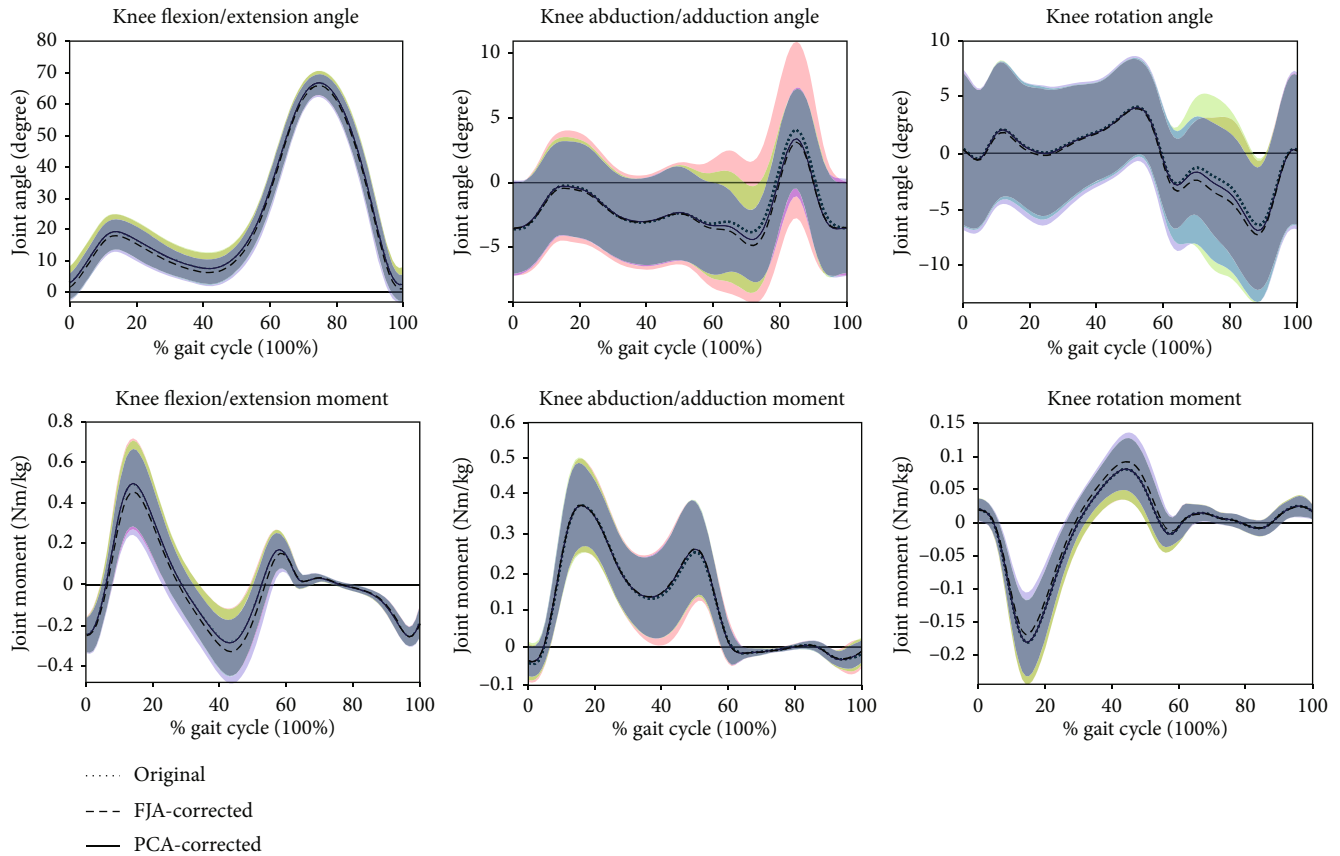 Knee flexion/extension angle
Joint angle (degree)
80
70
60
50
40
30
20
10
0
0 20 40 60 80 100
% gait cycle (100%)
Knee abduction/adduction angle
Joint angle (degree)
10
5
0
−5
0 20 40 60 80 100
% gait cycle (100%)
Knee rotation angle
Joint angle (degree)
10
5
0
−5
−10
0 20 40 60 80 100
% gait cycle (100%)
Knee flexion/extension moment
Joint moment (Nm/kg)
0.8
0.6
0.4
0.2
0
−0.2
−0.4
0 20 40 60 80 100
% gait cycle (100%)
Knee abduction/adduction moment
Joint moment (Nm/kg)
0.6
0.5
0.4
0.3
0.2
0.1
0
−0.1
0 20 40 60 80 100
% gait cycle (100%)
Knee rotation moment
Joint moment (Nm/kg)
0.15
0.1
0.05
0
−0.05
−0.1
−0.15
−0.2
0 20 40 60 80 100
% gait cycle (100%)
Original
FJA-corrected
PCA-corrected